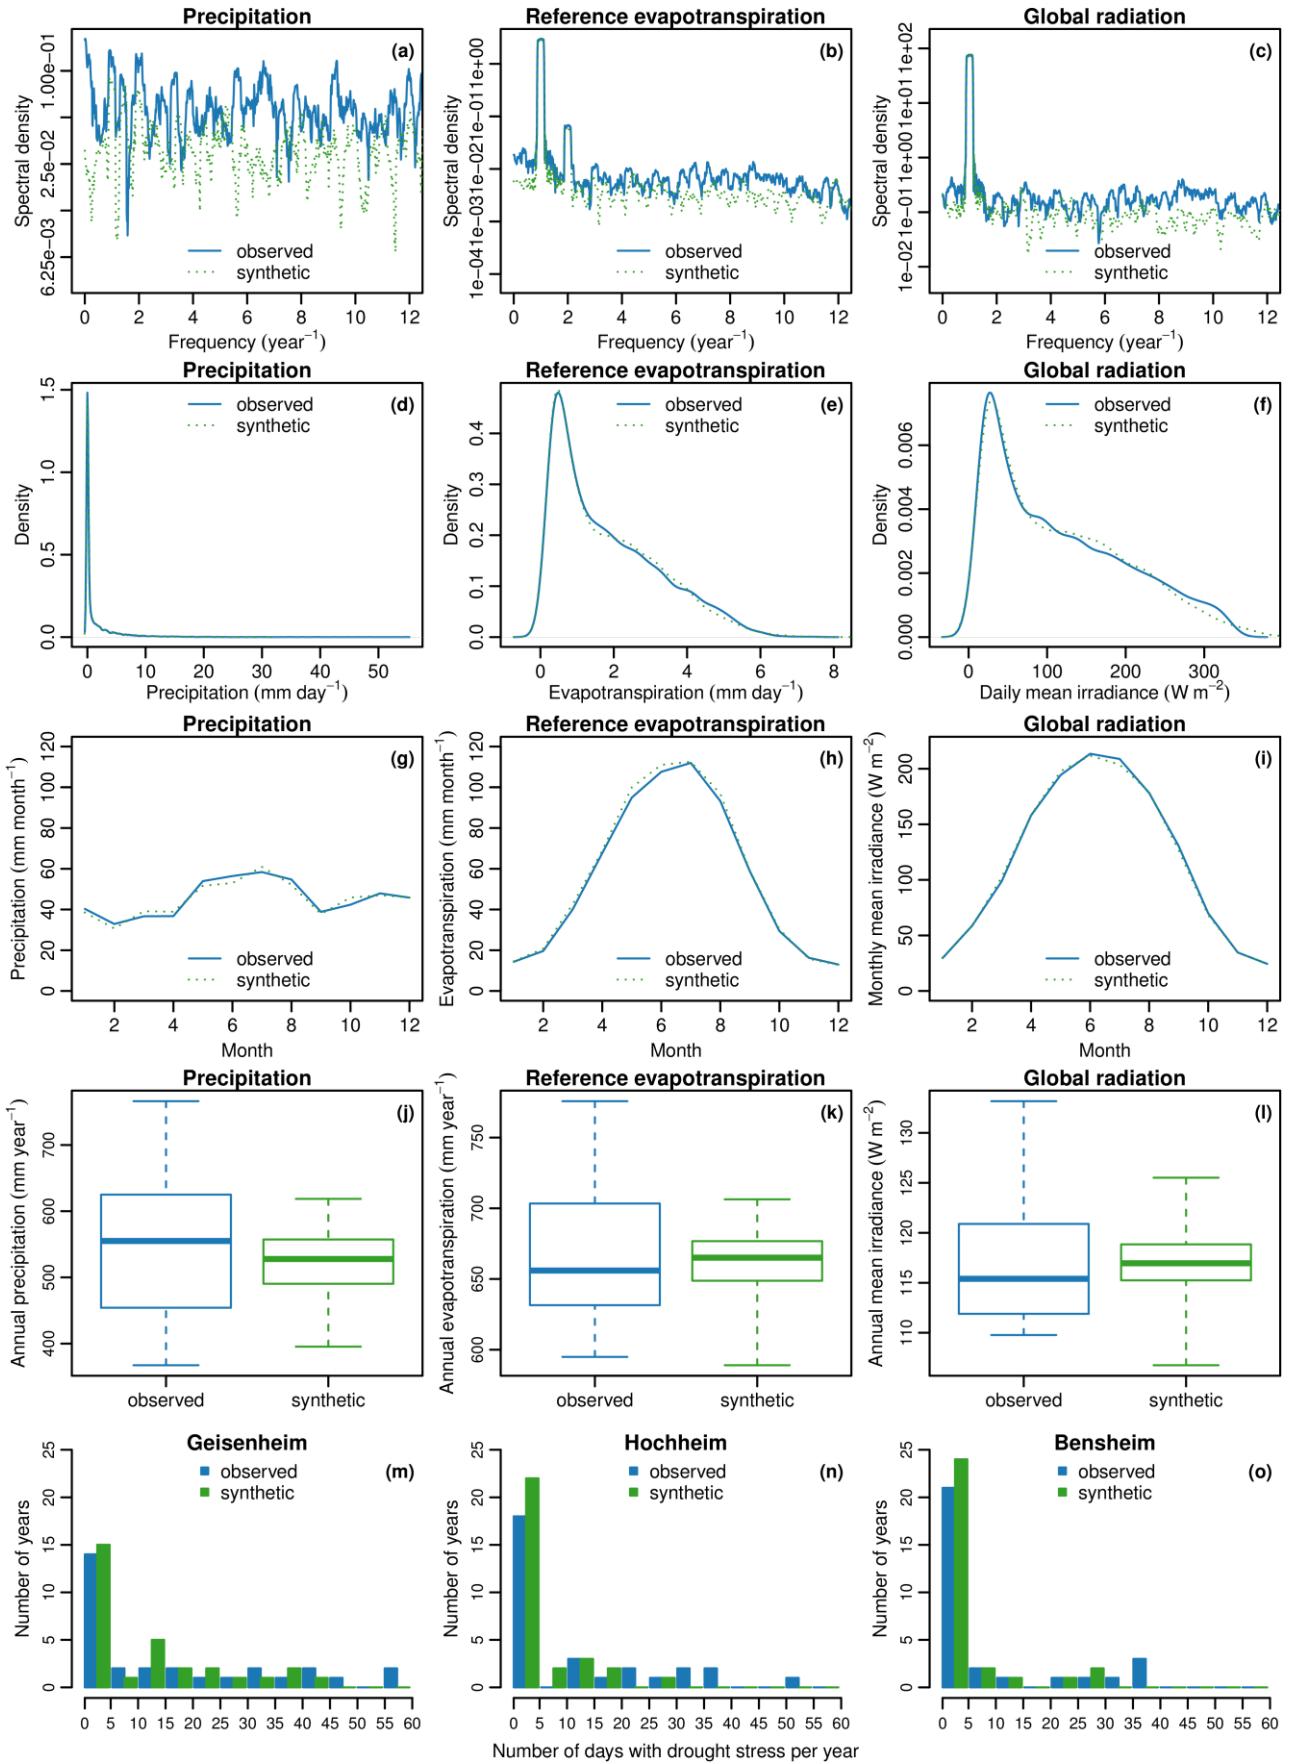 Precipitation
(a)
Spectral density
6.25e−03 2.5e−02 1.00e−01
observed
synthetic
0 2 4 6 8 10 12
Frequency (year−1)
Reference evapotranspiration
(b)
Spectral density
1e−041e−031e−021e−011e+00
observed
synthetic
0 2 4 6 8 10 12
Frequency (year−1)
Global radiation
(c)
Spectral density
1e−021e−011e+001e+011e+02
observed
synthetic
0 2 4 6 8 10 12
Frequency (year−1)
Precipitation
(d)
Density
0.0 0.5 1.0 1.5
observed
synthetic
0 10 20 30 40 50
Precipitation (mm day−1)
Reference evapotranspiration
(e)
Density
0.0 0.1 0.2 0.3 0.4
observed
synthetic
0 2 4 6 8
Evapotranspiration (mm day−1)
Global radiation
(f)
Density
0.000 0.002 0.004 0.006
observed
synthetic
0 100 200 300
Daily mean irradiance (W m−2)
Precipitation
(g)
Precipitation (mm month−1)
0 20 40 60 80 100 120
observed
synthetic
2 4 6 8 10 12
Month
Reference evapotranspiration
(h)
Evapotranspiration (mm month−1)
0 20 40 60 80 100 120
observed
synthetic
2 4 6 8 10 12
Month
Global radiation
(i)
Monthly mean irradiance (W m−2)
0 50 100 150 200
observed
synthetic
2 4 6 8 10 12
Month
Precipitation
(j)
Annual precipitation (mm year−1)
400 500 600 700
observed synthetic
Reference evapotranspiration
(k)
Annual evapotranspiration (mm year−1)
600 650 700 750
observed synthetic
Global radiation
(l)
Annual mean irradiance (W m−2)
110 115 120 125 130
observed synthetic
Geisenheim
(m)
Number of years
0 5 10 15 20 25
observed
synthetic
0 5 10 15 20 25 30 35 40 45 50 55 60
Hochheim
(n)
Number of years
0 5 10 15 20 25
observed
synthetic
0 5 10 15 20 25 30 35 40 45 50 55 60
Bensheim
(o)
Number of years
0 5 10 15 20 25
observed
synthetic
0 5 10 15 20 25 30 35 40 45 50 55 60
Number of days with drought stress per year